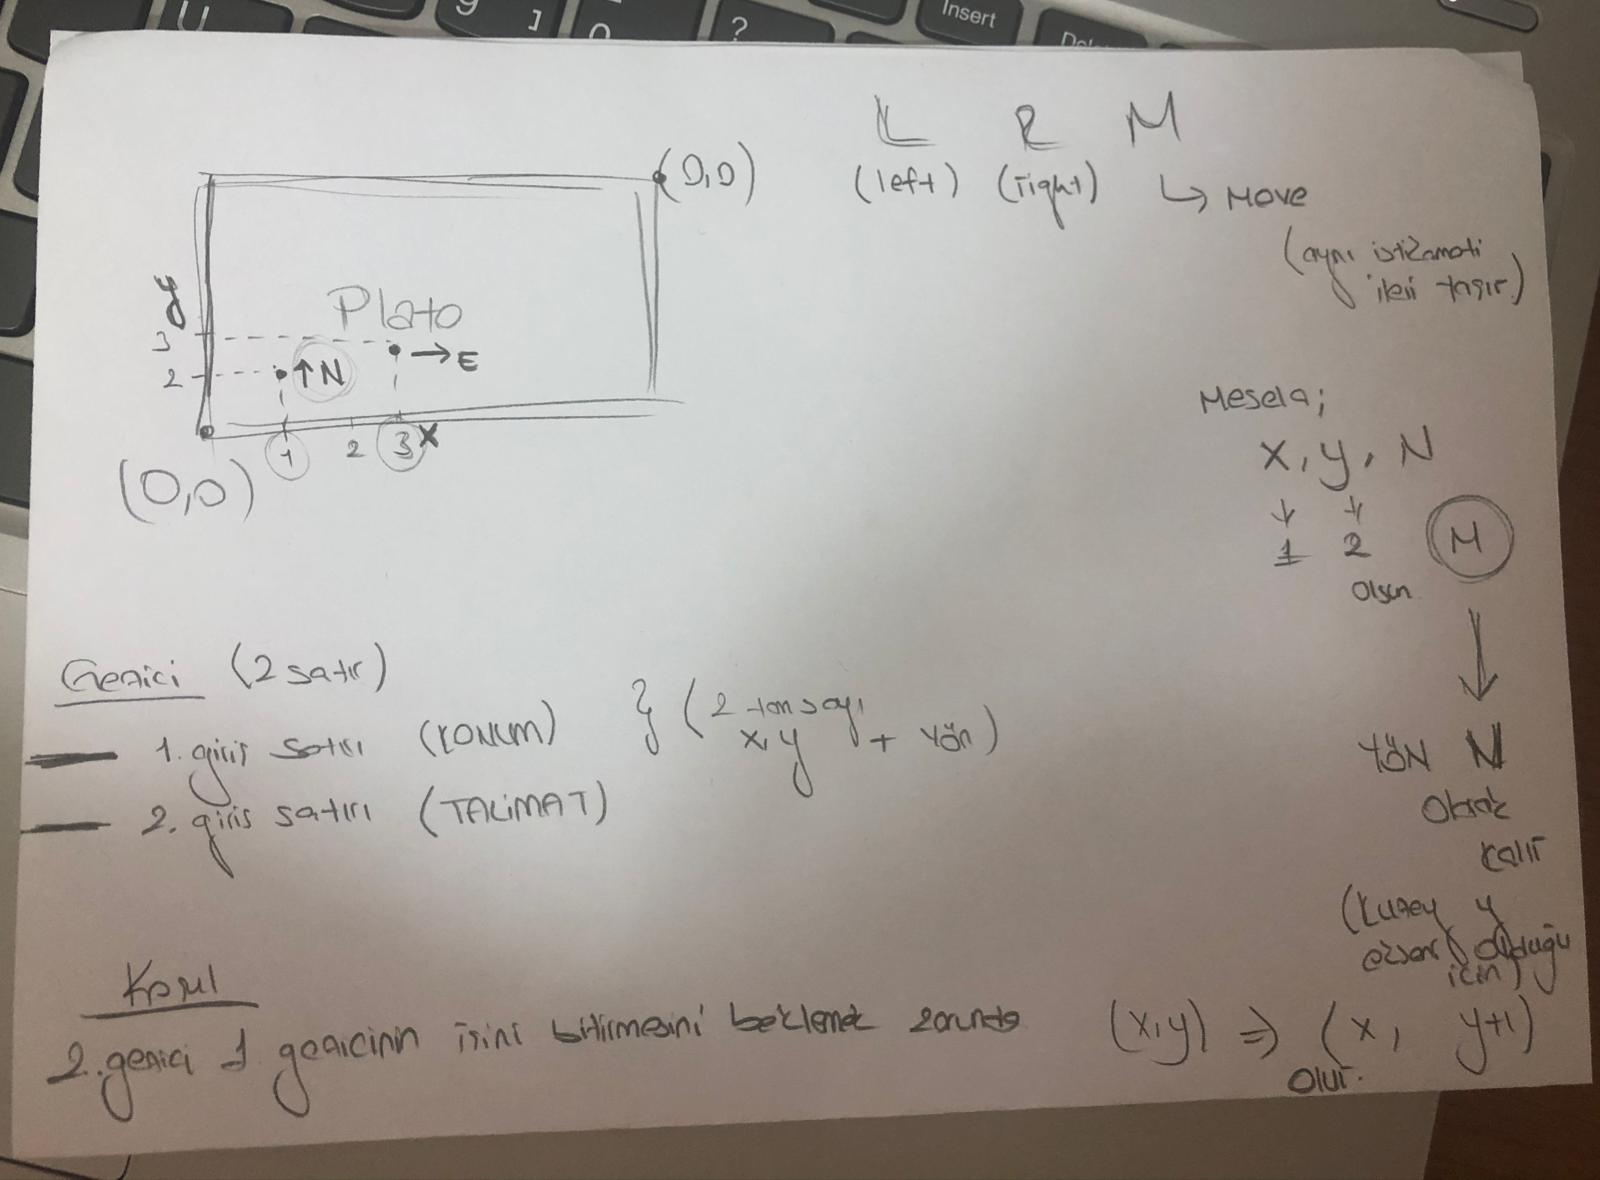 U
g
]
?
Insert
L R M
(left) (right) ↳ Move
(aynı istikameti
ileri taşır)
(0,0)
y
Plato
3
2
↑N
→E
1 2 3 x
(0,0)
Mesela;
x, y, N
↓ ↓
1 2 M
olsun
Gezici (2 satır)
1. giriş satırı (KONUM) } (2 tam sayı
x,y + yön)
2. giriş satırı (TALİMAT)
YÖN N
olarak
kalır
(kuzey y
ekseni olduğu
için)
(x,y) ⇒ (x, y+1)
olur.
Koşul
2. gezici 1 gezicinin işini bitirmesini beklemek zorunda